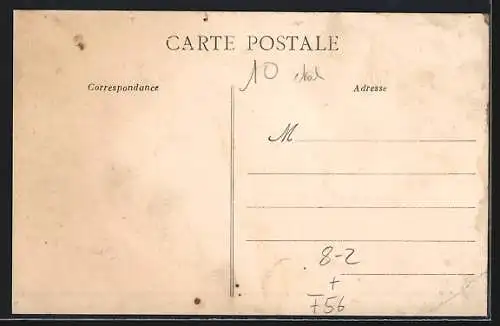 CARTE POSTALE
10
Correspondance
Adresse
M
8-2
+
F56